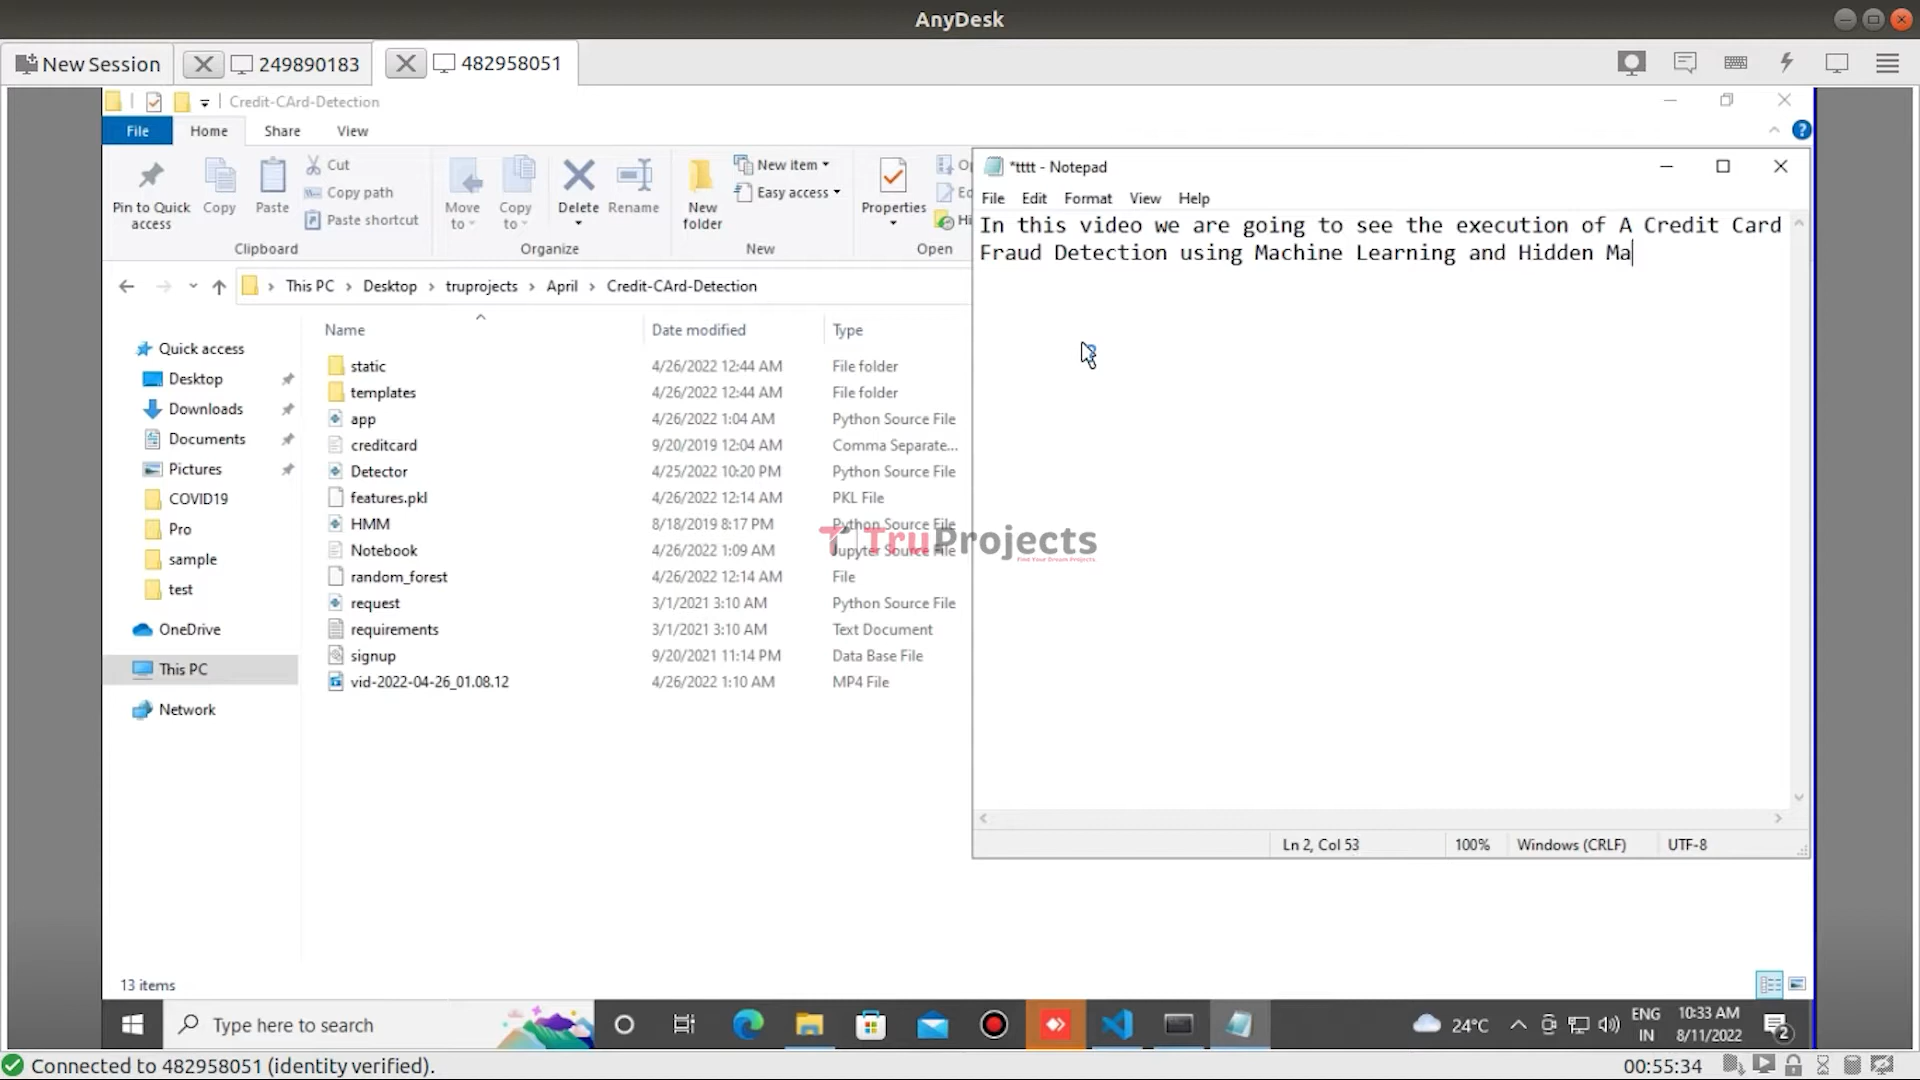 AnyDesk
New Session
249890183
482958051
Credit-CArd-Detection
File
Home
Share
View
Pin to Quick access
Copy
Paste
Cut
Copy path
Paste shortcut
Clipboard
Move to
Copy to
Delete
Rename
Organize
New folder
New item
Easy access
New
Properties
Open
This PC > Desktop > truprojects > April > Credit-CArd-Detection
Quick access
Desktop
Downloads
Documents
Pictures
COVID19
Pro
sample
test
OneDrive
This PC
Network
Name Date modified Type
static 4/26/2022 12:44 AM File folder
templates 4/26/2022 12:44 AM File folder
app 4/26/2022 1:04 AM Python Source File
creditcard 9/20/2019 12:04 AM Comma Separate...
Detector 4/25/2022 10:20 PM Python Source File
features.pkl 4/26/2022 12:14 AM PKL File
HMM 8/18/2019 8:17 PM Python Source File
Notebook 4/26/2022 1:09 AM Jupyter Source File
random_forest 4/26/2022 12:14 AM File
request 3/1/2021 3:10 AM Python Source File
requirements 3/1/2021 3:10 AM Text Document
signup 9/20/2021 11:14 PM Data Base File
vid-2022-04-26_01.08.12 4/26/2022 1:10 AM MP4 File
TruProjects
Find Your Dream Projects
13 items
*tttt - Notepad
File Edit Format View Help
In this video we are going to see the execution of A Credit Card
Fraud Detection using Machine Learning and Hidden Ma
Ln 2, Col 53
100%
Windows (CRLF)
UTF-8
Type here to search
24°C
ENG
IN
10:33 AM
8/11/2022
2
Connected to 482958051 (identity verified).
00:55:34